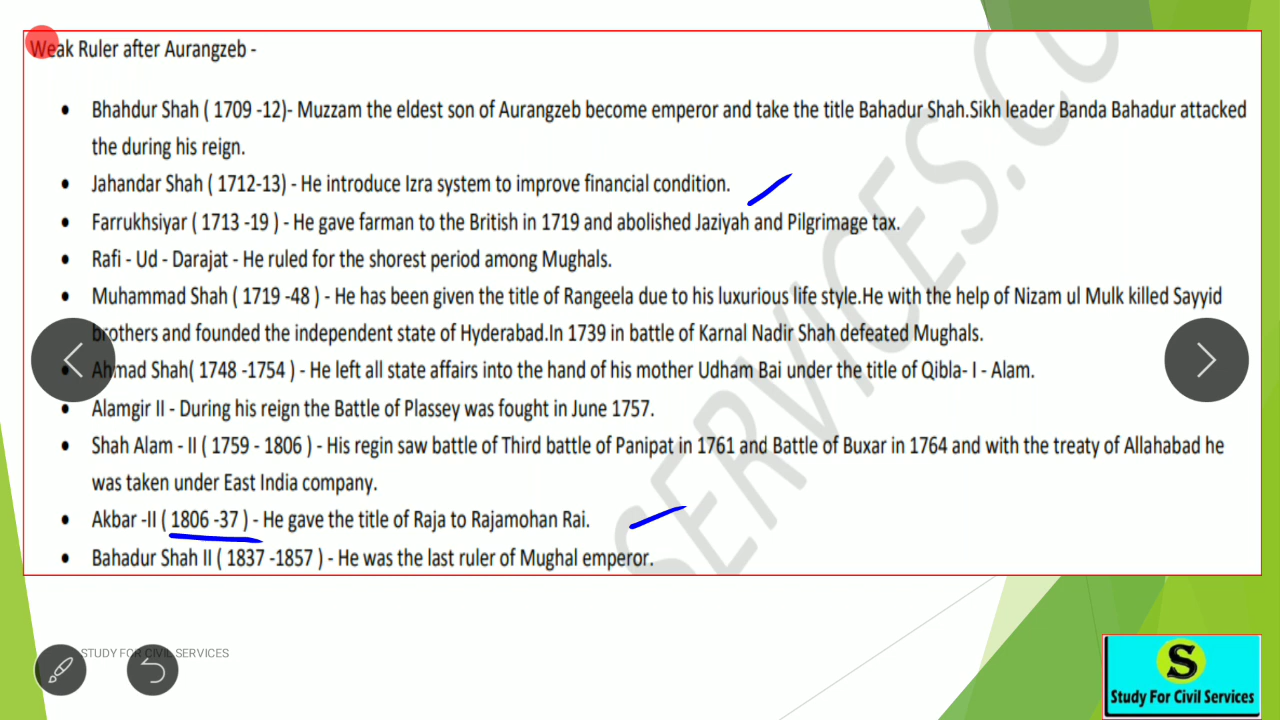 Weak Ruler after Aurangzeb -
• Bhahdur Shah ( 1709 -12)- Muzzam the eldest son of Aurangzeb become emperor and take the title Bahadur Shah.Sikh leader Banda Bahadur attacked
the during his reign.
• Jahandar Shah ( 1712-13) - He introduce Izra system to improve financial condition.
• Farrukhsiyar ( 1713 -19 ) - He gave farman to the British in 1719 and abolished Jaziyah and Pilgrimage tax.
• Rafi - Ud - Darajat - He ruled for the shorest period among Mughals.
• Muhammad Shah ( 1719 -48 ) - He has been given the title of Rangeela due to his luxurious life style.He with the help of Nizam ul Mulk killed Sayyid
brothers and founded the independent state of Hyderabad.In 1739 in battle of Karnal Nadir Shah defeated Mughals.
• Ahmad Shah( 1748 -1754 ) - He left all state affairs into the hand of his mother Udham Bai under the title of Qibla- I - Alam.
• Alamgir II - During his reign the Battle of Plassey was fought in June 1757.
• Shah Alam - II ( 1759 - 1806 ) - His regin saw battle of Third battle of Panipat in 1761 and Battle of Buxar in 1764 and with the treaty of Allahabad he
was taken under East India company.
• Akbar -II ( 1806 -37 ) - He gave the title of Raja to Rajamohan Rai.
• Bahadur Shah II ( 1837 -1857 ) - He was the last ruler of Mughal emperor.
SERVICES.CO
STUDY FOR CIVIL SERVICES
S
Study For Civil Services